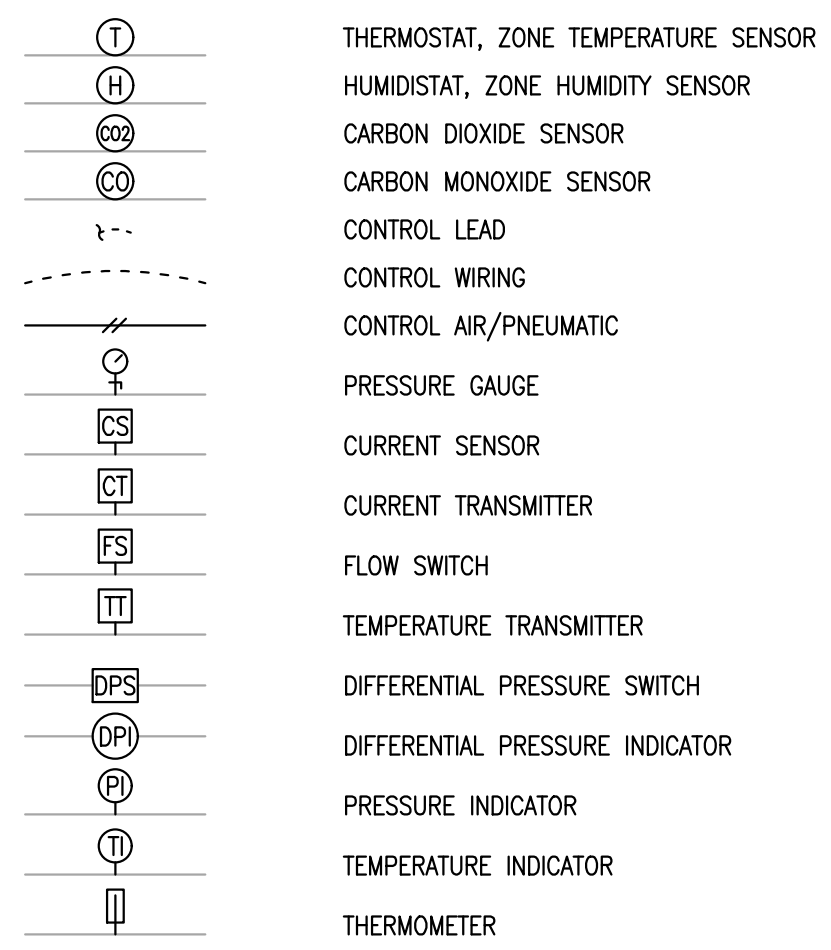 T THERMOSTAT, ZONE TEMPERATURE SENSOR
H HUMIDISTAT, ZONE HUMIDITY SENSOR
CO2 CARBON DIOXIDE SENSOR
CO CARBON MONOXIDE SENSOR
CONTROL LEAD
CONTROL WIRING
CONTROL AIR/PNEUMATIC
PRESSURE GAUGE
CS CURRENT SENSOR
CT CURRENT TRANSMITTER
FS FLOW SWITCH
TT TEMPERATURE TRANSMITTER
DPS DIFFERENTIAL PRESSURE SWITCH
DPI DIFFERENTIAL PRESSURE INDICATOR
PI PRESSURE INDICATOR
TI TEMPERATURE INDICATOR
THERMOMETER